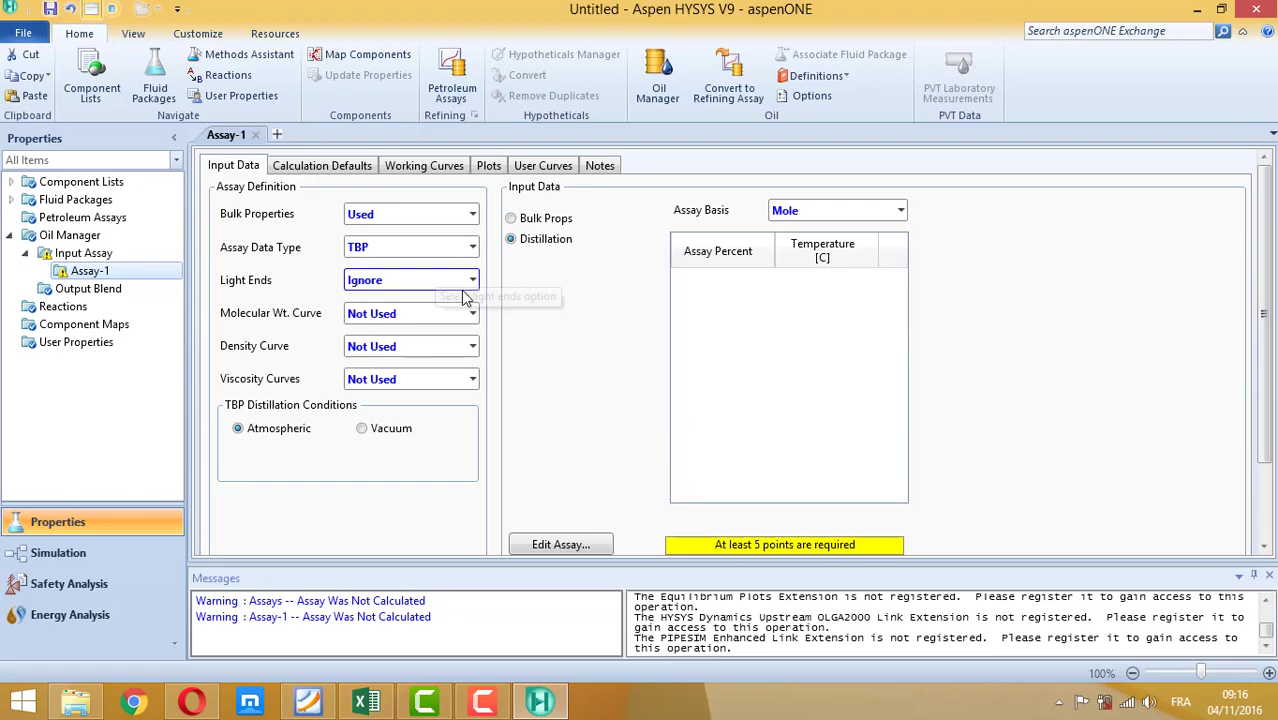 Untitled - Aspen HYSYS V9 - aspenONE
File
Home
View
Customize
Resources
Search aspenONE Exchange
Cut
Copy
Paste
Clipboard
Component Lists
Fluid Packages
Methods Assistant
Reactions
User Properties
Navigate
Map Components
Update Properties
Components
Petroleum Assays
Refining
Hypotheticals Manager
Convert
Remove Duplicates
Hypotheticals
Oil Manager
Convert to Refining Assay
Associate Fluid Package
Definitions
Options
Oil
PVT Laboratory Measurements
PVT Data
Properties
All Items
Component Lists
Fluid Packages
Petroleum Assays
Oil Manager
Input Assay
Assay-1
Output Blend
Reactions
Component Maps
User Properties
Properties
Simulation
Safety Analysis
Energy Analysis
Assay-1
Input Data
Calculation Defaults
Working Curves
Plots
User Curves
Notes
Assay Definition
Bulk Properties
Used
Assay Data Type
TBP
Light Ends
Ignore
Molecular Wt. Curve
Not Used
Density Curve
Not Used
Viscosity Curves
Not Used
TBP Distillation Conditions
Atmospheric
Vacuum
Input Data
Bulk Props
Distillation
Assay Basis
Mole
Assay Percent
Temperature
[C]
Edit Assay...
At least 5 points are required
Messages
Warning : Assays -- Assay Was Not Calculated
Warning : Assay-1 -- Assay Was Not Calculated
The Equilibrium Plots Extension is not registered. Please register it to gain access to this
operation.
The HYSYS Dynamics Upstream OLGA2000 Link Extension is not registered. Please register it to
gain access to this operation.
The PIPESIM Enhanced Link Extension is not registered. Please register it to gain access to
this operation.
100%
FRA
09:16
04/11/2016